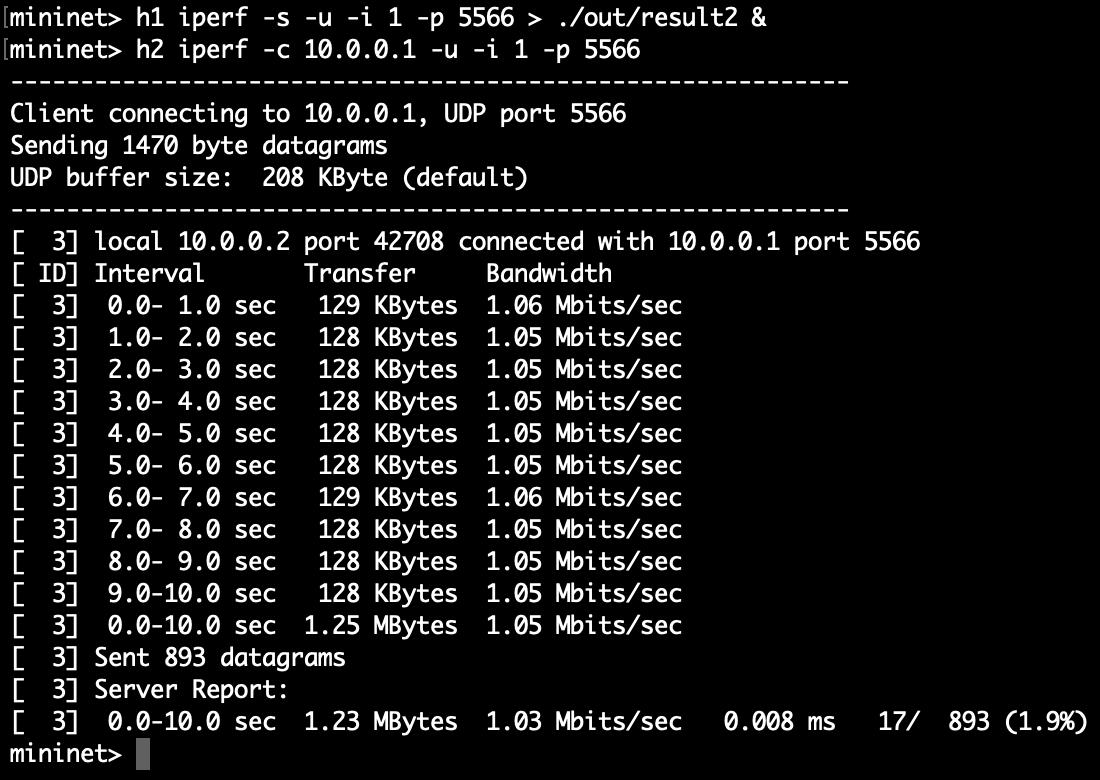 mininet> h1 iperf -s -u -i 1 -p 5566 > ./out/result2 &
mininet> h2 iperf -c 10.0.0.1 -u -i 1 -p 5566
------------------------------------------------------------
Client connecting to 10.0.0.1, UDP port 5566
Sending 1470 byte datagrams
UDP buffer size:  208 KByte (default)
------------------------------------------------------------
[  3] local 10.0.0.2 port 42708 connected with 10.0.0.1 port 5566
[ ID] Interval       Transfer     Bandwidth
[  3]  0.0- 1.0 sec   129 KBytes  1.06 Mbits/sec
[  3]  1.0- 2.0 sec   128 KBytes  1.05 Mbits/sec
[  3]  2.0- 3.0 sec   128 KBytes  1.05 Mbits/sec
[  3]  3.0- 4.0 sec   128 KBytes  1.05 Mbits/sec
[  3]  4.0- 5.0 sec   128 KBytes  1.05 Mbits/sec
[  3]  5.0- 6.0 sec   128 KBytes  1.05 Mbits/sec
[  3]  6.0- 7.0 sec   129 KBytes  1.06 Mbits/sec
[  3]  7.0- 8.0 sec   128 KBytes  1.05 Mbits/sec
[  3]  8.0- 9.0 sec   128 KBytes  1.05 Mbits/sec
[  3]  9.0-10.0 sec   128 KBytes  1.05 Mbits/sec
[  3]  0.0-10.0 sec  1.25 MBytes  1.05 Mbits/sec
[  3] Sent 893 datagrams
[  3] Server Report:
[  3]  0.0-10.0 sec  1.23 MBytes  1.03 Mbits/sec   0.008 ms   17/  893 (1.9%)
mininet>